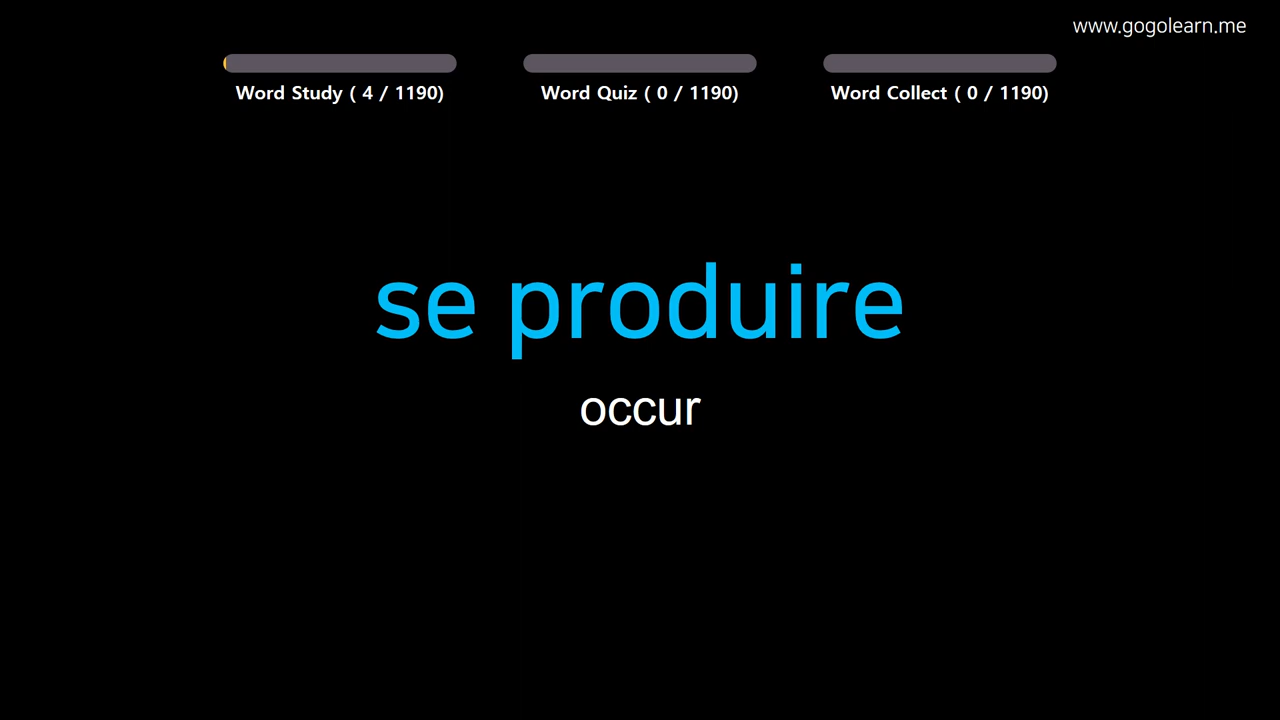 www.gogolearn.me
Word Study ( 4 / 1190)
Word Quiz ( 0 / 1190)
Word Collect ( 0 / 1190)
se produire
occur